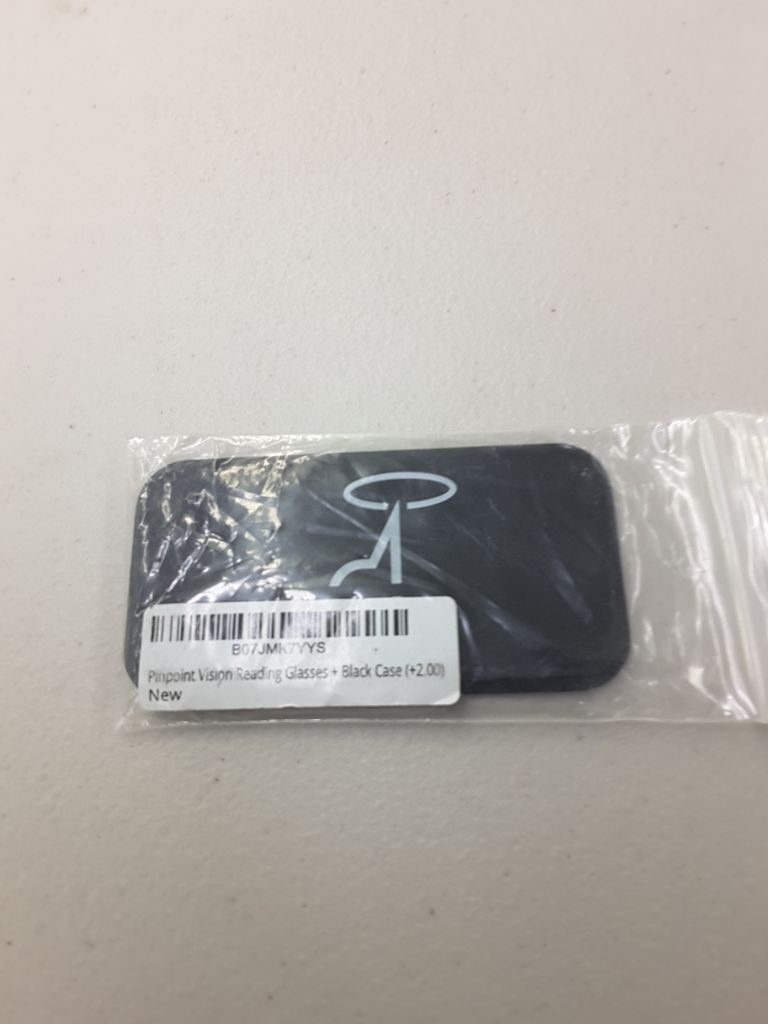 B07JMK7YYS
Pinpoint Vision Reading Glasses + Black Case (+2.00)
New